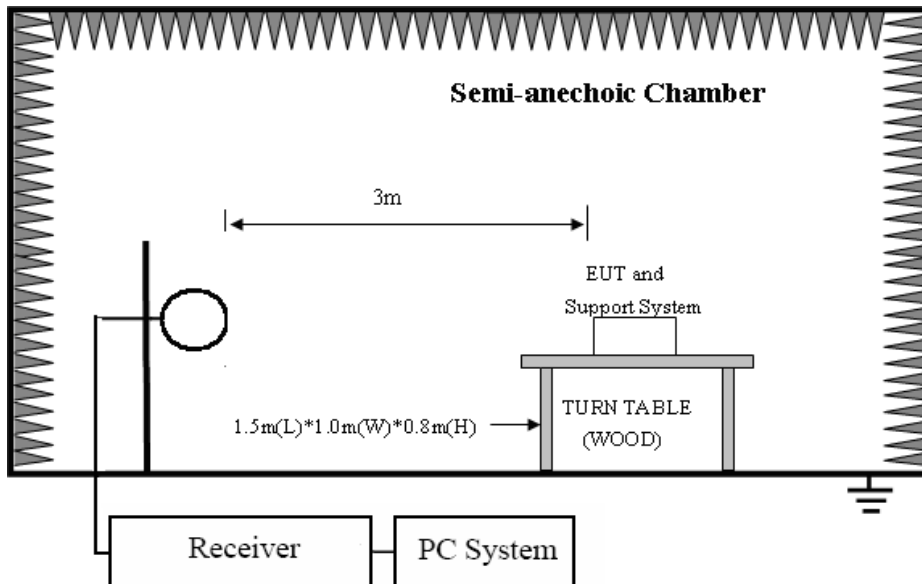 Semi-anechoic Chamber
3m
EUT and
Support System
1.5m(L)*1.0m(W)*0.8m(H)
TURN TABLE
(WOOD)
Receiver
PC System